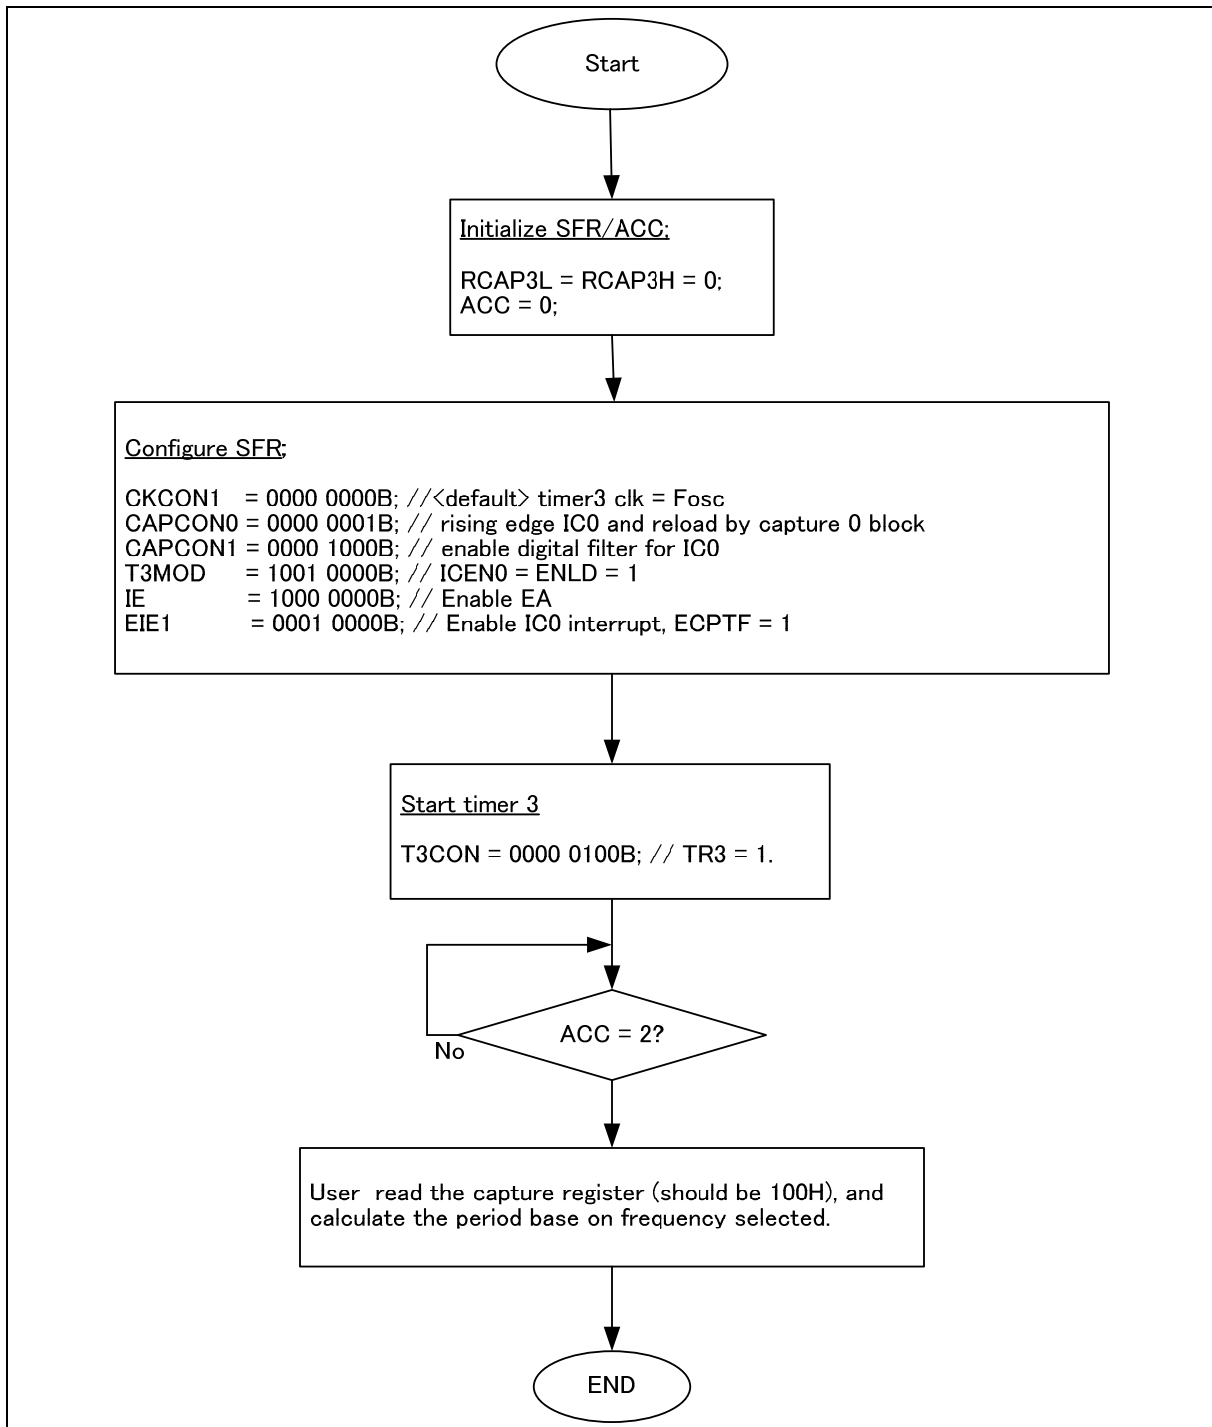 Start
Initialize SFR/ACC;
RCAP3L = RCAP3H = 0;
ACC = 0;
Configure SFR;
CKCON1 = 0000 0000B; //<default> timer3 clk = Fosc
CAPCON0 = 0000 0001B; // rising edge IC0 and reload by capture 0 block
CAPCON1 = 0000 1000B; // enable digital filter for IC0
T3MOD = 1001 0000B; // ICEN0 = ENLD = 1
IE = 1000 0000B; // Enable EA
EIE1 = 0001 0000B; // Enable IC0 interrupt, ECPTF = 1
Start timer 3
T3CON = 0000 0100B; // TR3 = 1.
ACC = 2?
No
User read the capture register (should be 100H), and
calculate the period base on frequency selected.
END